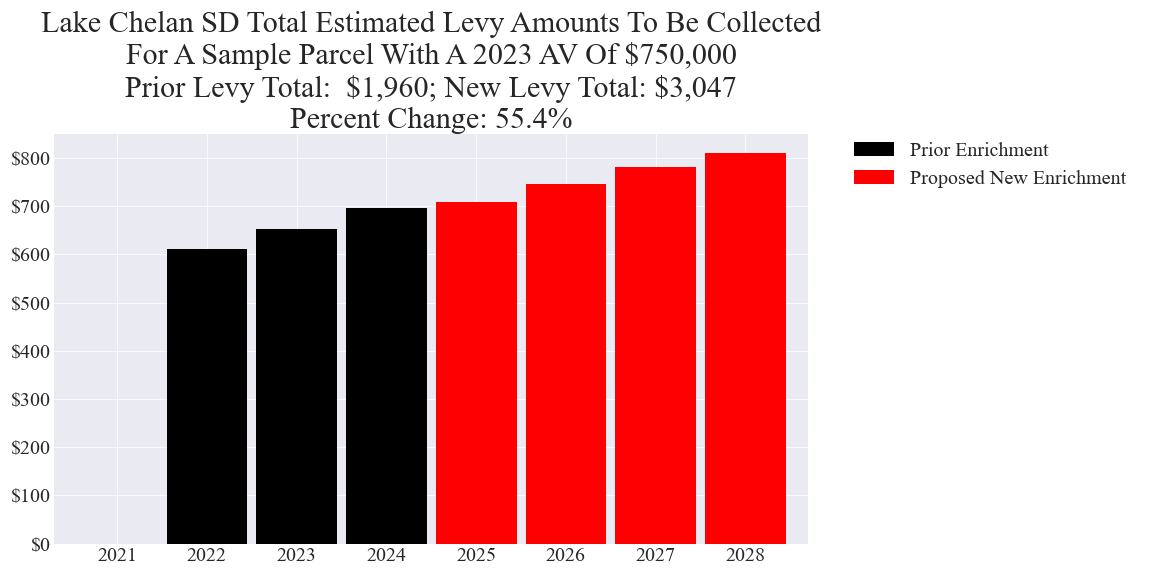 Lake Chelan SD Total Estimated Levy Amounts To Be Collected
For A Sample Parcel With A 2023 AV Of $750,000
Prior Levy Total:  $1,960; New Levy Total: $3,047
Percent Change: 55.4%
Prior Enrichment
Proposed New Enrichment
$800
$700
$600
$500
$400
$300
$200
$100
$0
2021 2022 2023 2024 2025 2026 2027 2028